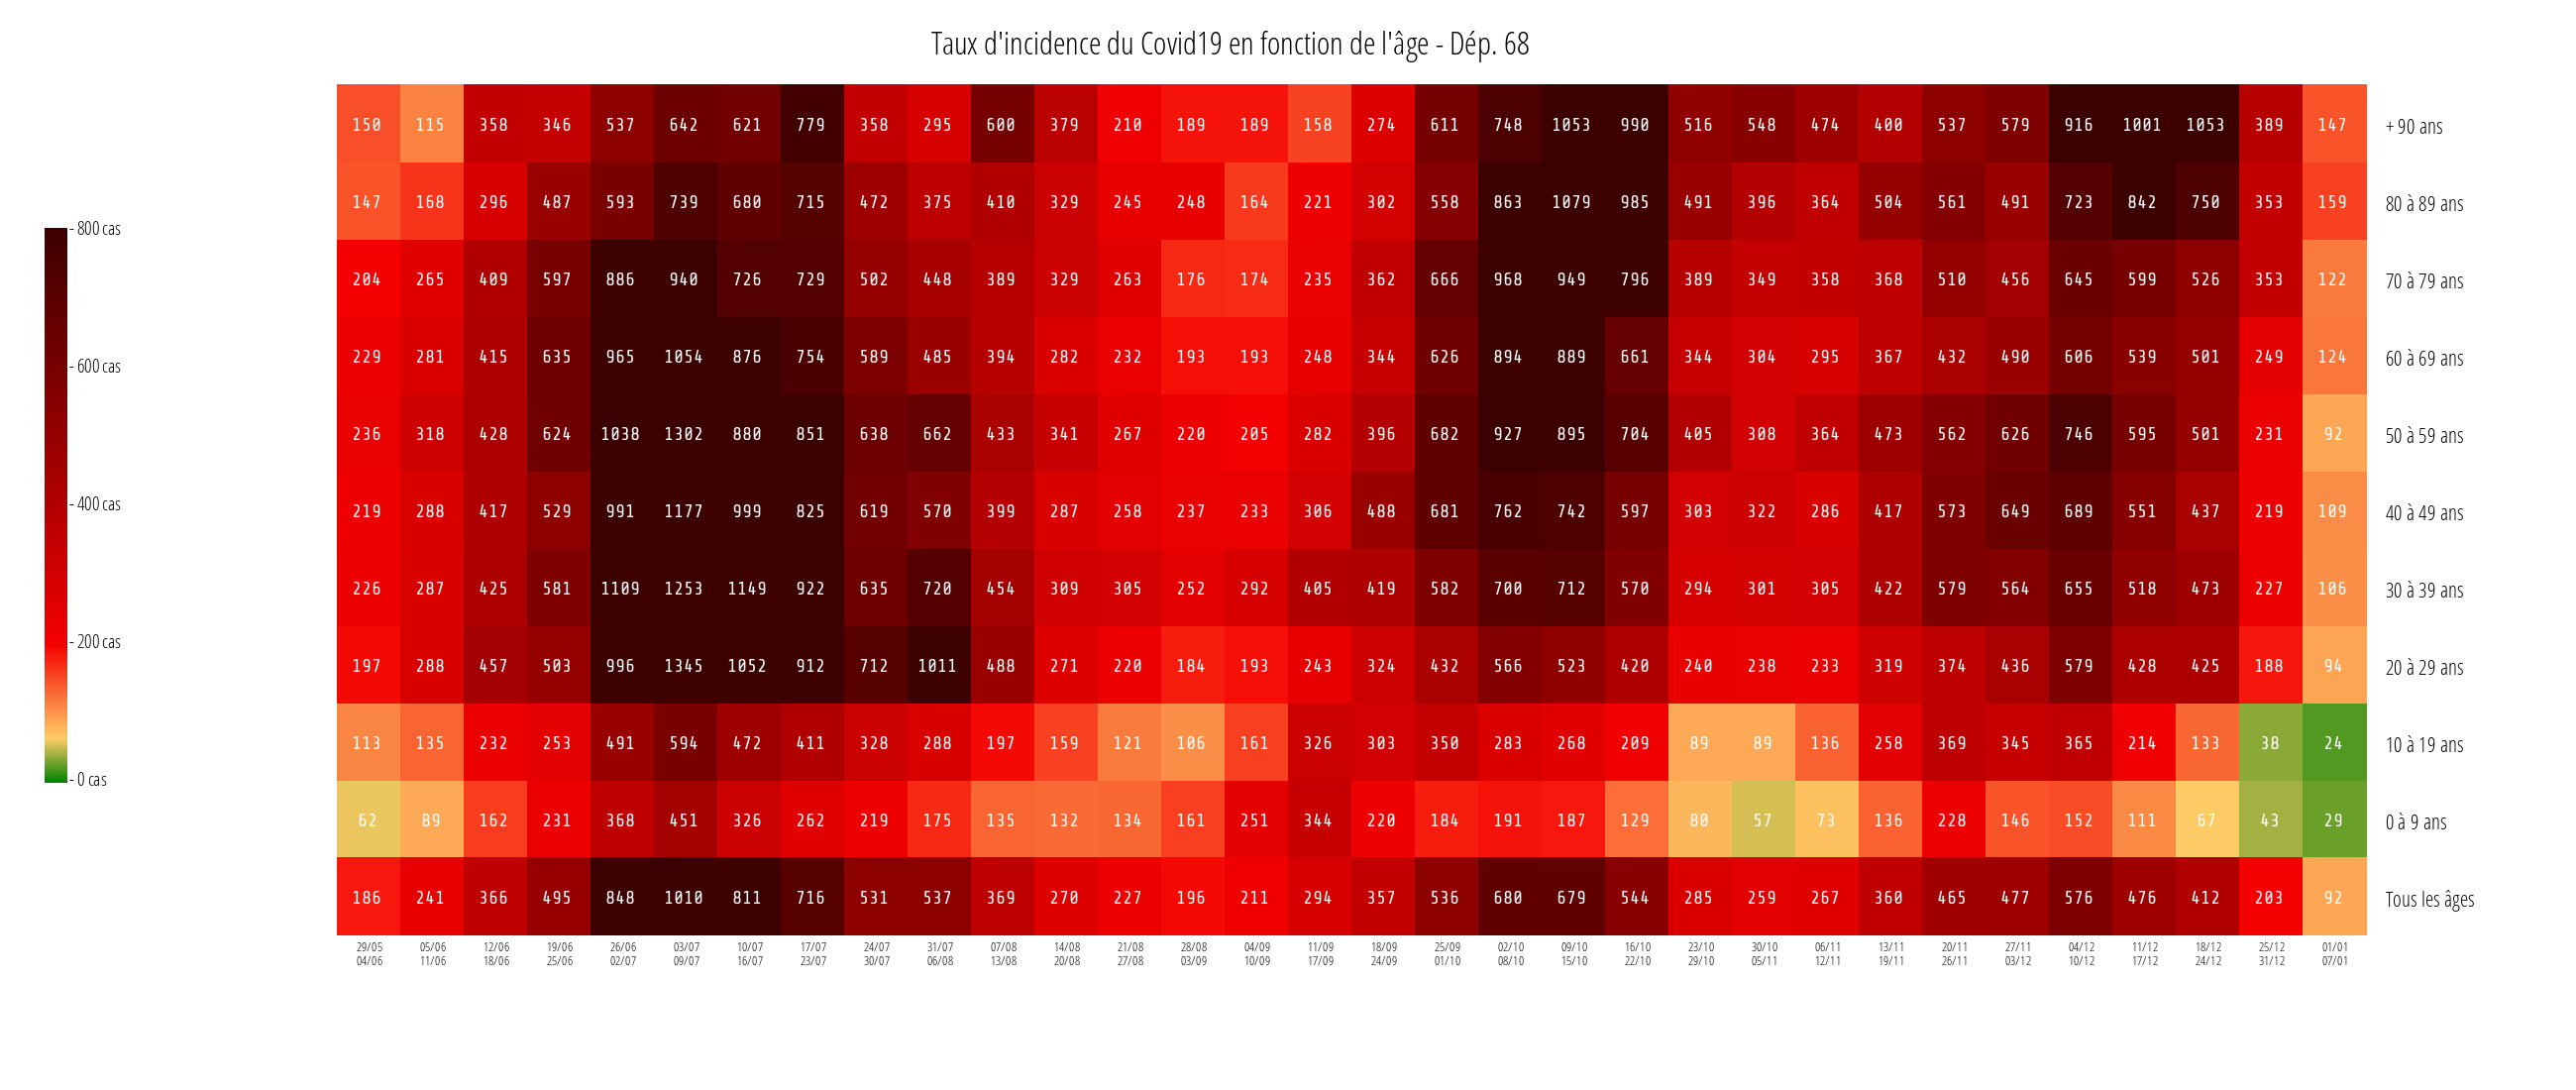 Taux d'incidence du Covid19 en fonction de l'âge - Dép. 68
- 800 cas
- 600 cas
- 400 cas
- 200 cas
- 0 cas
150 115 358 346 537 642 621 779 358 295 600 379 210 189 189 158 274 611 748 1053 990 516 548 474 400 537 579 916 1001 1053 389 147 + 90 ans
147 168 296 487 593 739 680 715 472 375 410 329 245 248 164 221 302 558 863 1079 985 491 396 364 504 561 491 723 842 750 353 159 80 à 89 ans
204 265 409 597 886 940 726 729 502 448 389 329 263 176 174 235 362 666 968 949 796 389 349 358 368 510 456 645 599 526 353 122 70 à 79 ans
229 281 415 635 965 1054 876 754 589 485 394 282 232 193 193 248 344 626 894 889 661 344 304 295 367 432 490 606 539 501 249 124 60 à 69 ans
236 318 428 624 1038 1302 880 851 638 662 433 341 267 220 205 282 396 682 927 895 704 405 308 364 473 562 626 746 595 501 231 92 50 à 59 ans
219 288 417 529 991 1177 999 825 619 570 399 287 258 237 233 306 488 681 762 742 597 303 322 286 417 573 649 689 551 437 219 109 40 à 49 ans
226 287 425 581 1109 1253 1149 922 635 720 454 309 305 252 292 405 419 582 700 712 570 294 301 305 422 579 564 655 518 473 227 106 30 à 39 ans
197 288 457 503 996 1345 1052 912 712 1011 488 271 220 184 193 243 324 432 566 523 420 240 238 233 319 374 436 579 428 425 188 94 20 à 29 ans
113 135 232 253 491 594 472 411 328 288 197 159 121 106 161 326 303 350 283 268 209 89 89 136 258 369 345 365 214 133 38 24 10 à 19 ans
62 89 162 231 368 451 326 262 219 175 135 132 134 161 251 344 220 184 191 187 129 80 57 73 136 228 146 152 111 67 43 29 0 à 9 ans
186 241 366 495 848 1010 811 716 531 537 369 270 227 196 211 294 357 536 680 679 544 285 259 267 360 465 477 576 476 412 203 92 Tous les âges
29/05 05/06 12/06 19/06 26/06 03/07 10/07 17/07 24/07 31/07 07/08 14/08 21/08 28/08 04/09 11/09 18/09 25/09 02/10 09/10 16/10 23/10 30/10 06/11 13/11 20/11 27/11 04/12 11/12 18/12 25/12 01/01
04/06 11/06 18/06 25/06 02/07 09/07 16/07 23/07 30/07 06/08 13/08 20/08 27/08 03/09 10/09 17/09 24/09 01/10 08/10 15/10 22/10 29/10 05/11 12/11 19/11 26/11 03/12 10/12 17/12 24/12 31/12 07/01